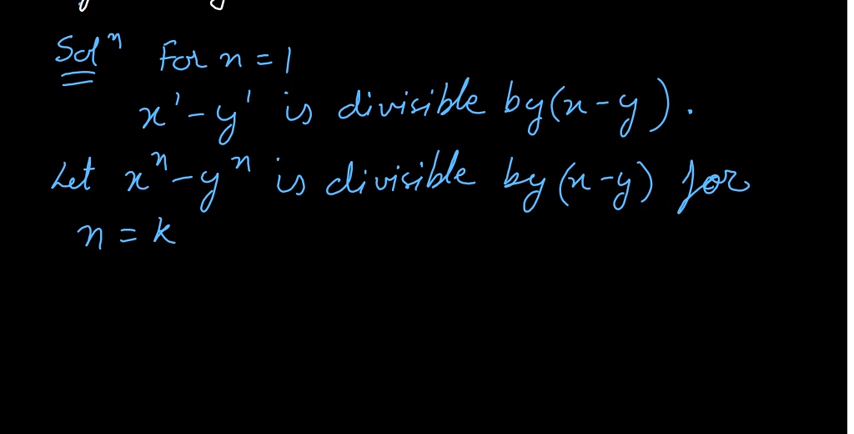 Solⁿ For n = 1
x¹ - y¹ is divisible by (x - y).
Let xⁿ - yⁿ is divisible by (x - y) for
n = k